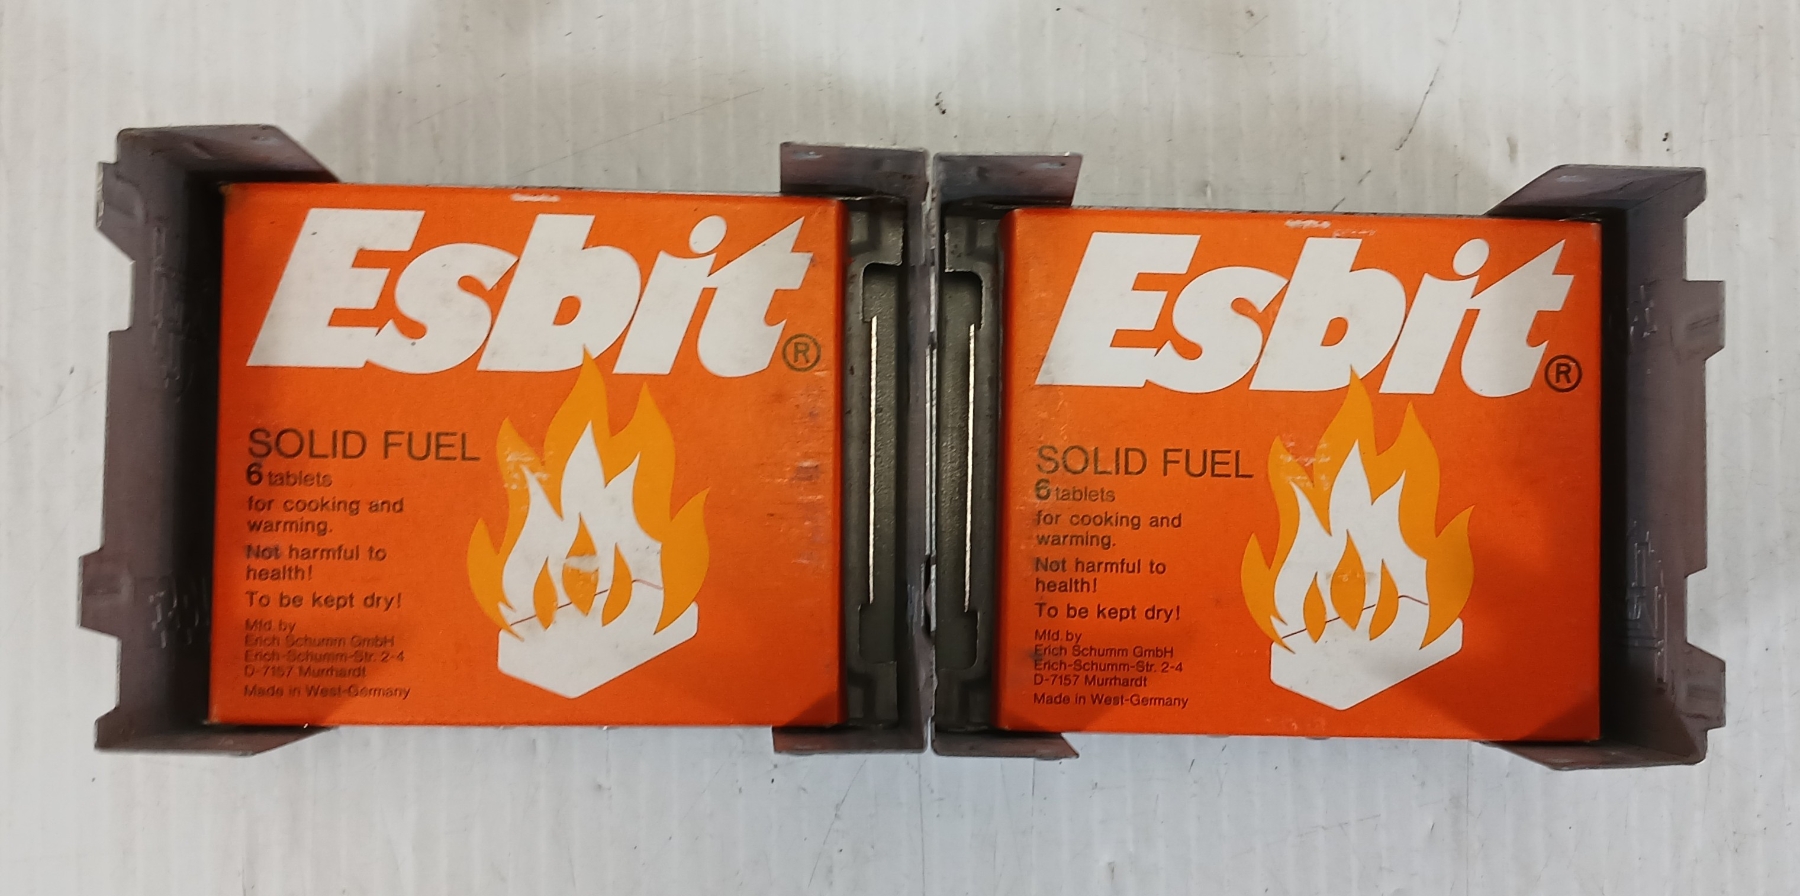 Esbit®
SOLID FUEL
6 tablets
for cooking and
warming.
Not harmful to
health!
To be kept dry!
Mfd. by
Erich Schumm GmbH
Erich-Schumm-Str. 2-4
D-7157 Murrhardt
Made in West-Germany
Esbit®
SOLID FUEL
6 tablets
for cooking and
warming.
Not harmful to
health!
To be kept dry!
Mfd. by
Erich Schumm GmbH
Erich-Schumm-Str. 2-4
D-7157 Murrhardt
Made in West-Germany